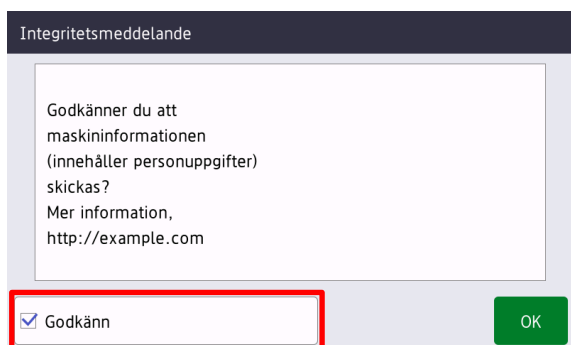 Integritetsmeddelande
Godkänner du att
maskininformationen
(innehåller personuppgifter)
skickas?
Mer information,
http://example.com
Godkänn
OK